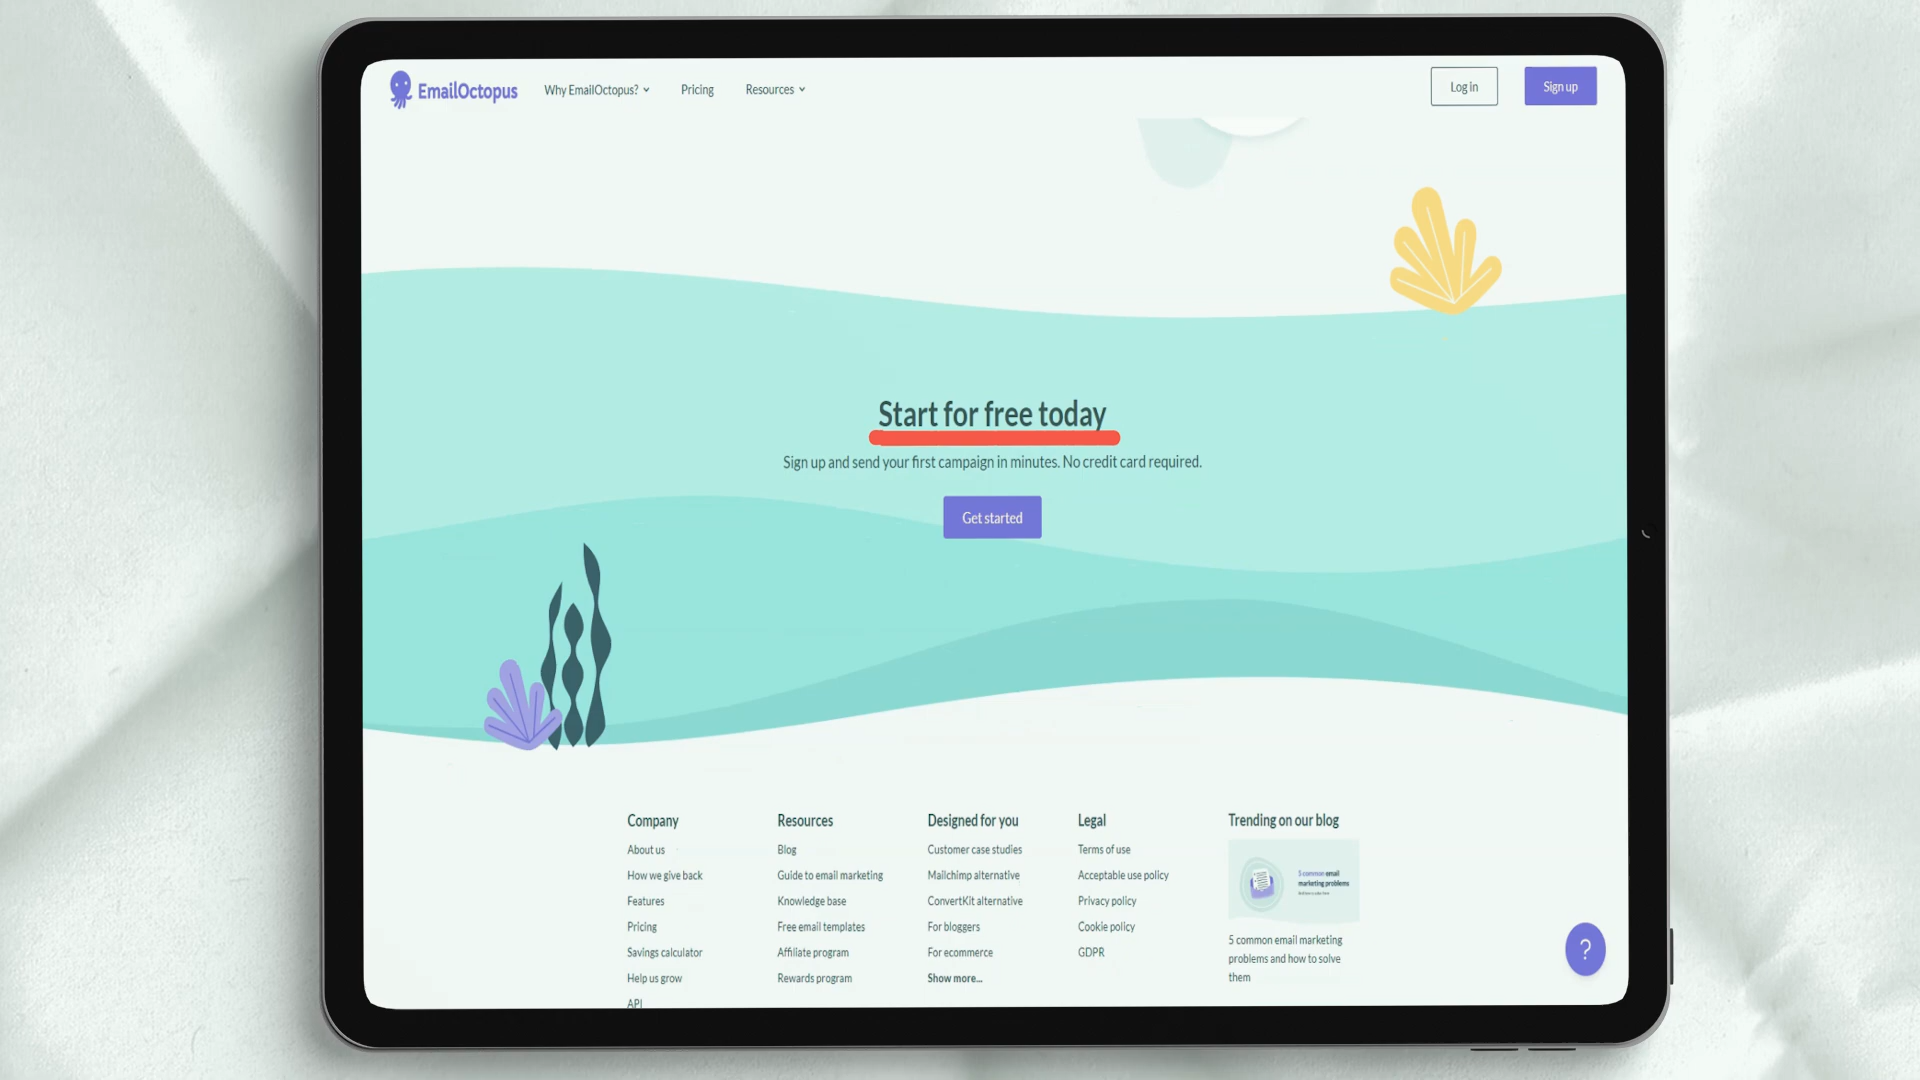 EmailOctopus
Why EmailOctopus?
Pricing
Resources
Log in
Sign up
Start for free today
Sign up and send your first campaign in minutes. No credit card required.
Get started
Company
About us
How we give back
Features
Pricing
Savings calculator
Help us grow
API
Resources
Blog
Guide to email marketing
Knowledge base
Free email templates
Affiliate program
Rewards program
Designed for you
Customer case studies
Mailchimp alternative
ConvertKit alternative
For bloggers
For ecommerce
Show more...
Legal
Terms of use
Acceptable use policy
Privacy policy
Cookie policy
GDPR
Trending on our blog
5 common email
marketing problems
5 common email marketing
problems and how to solve
them
?